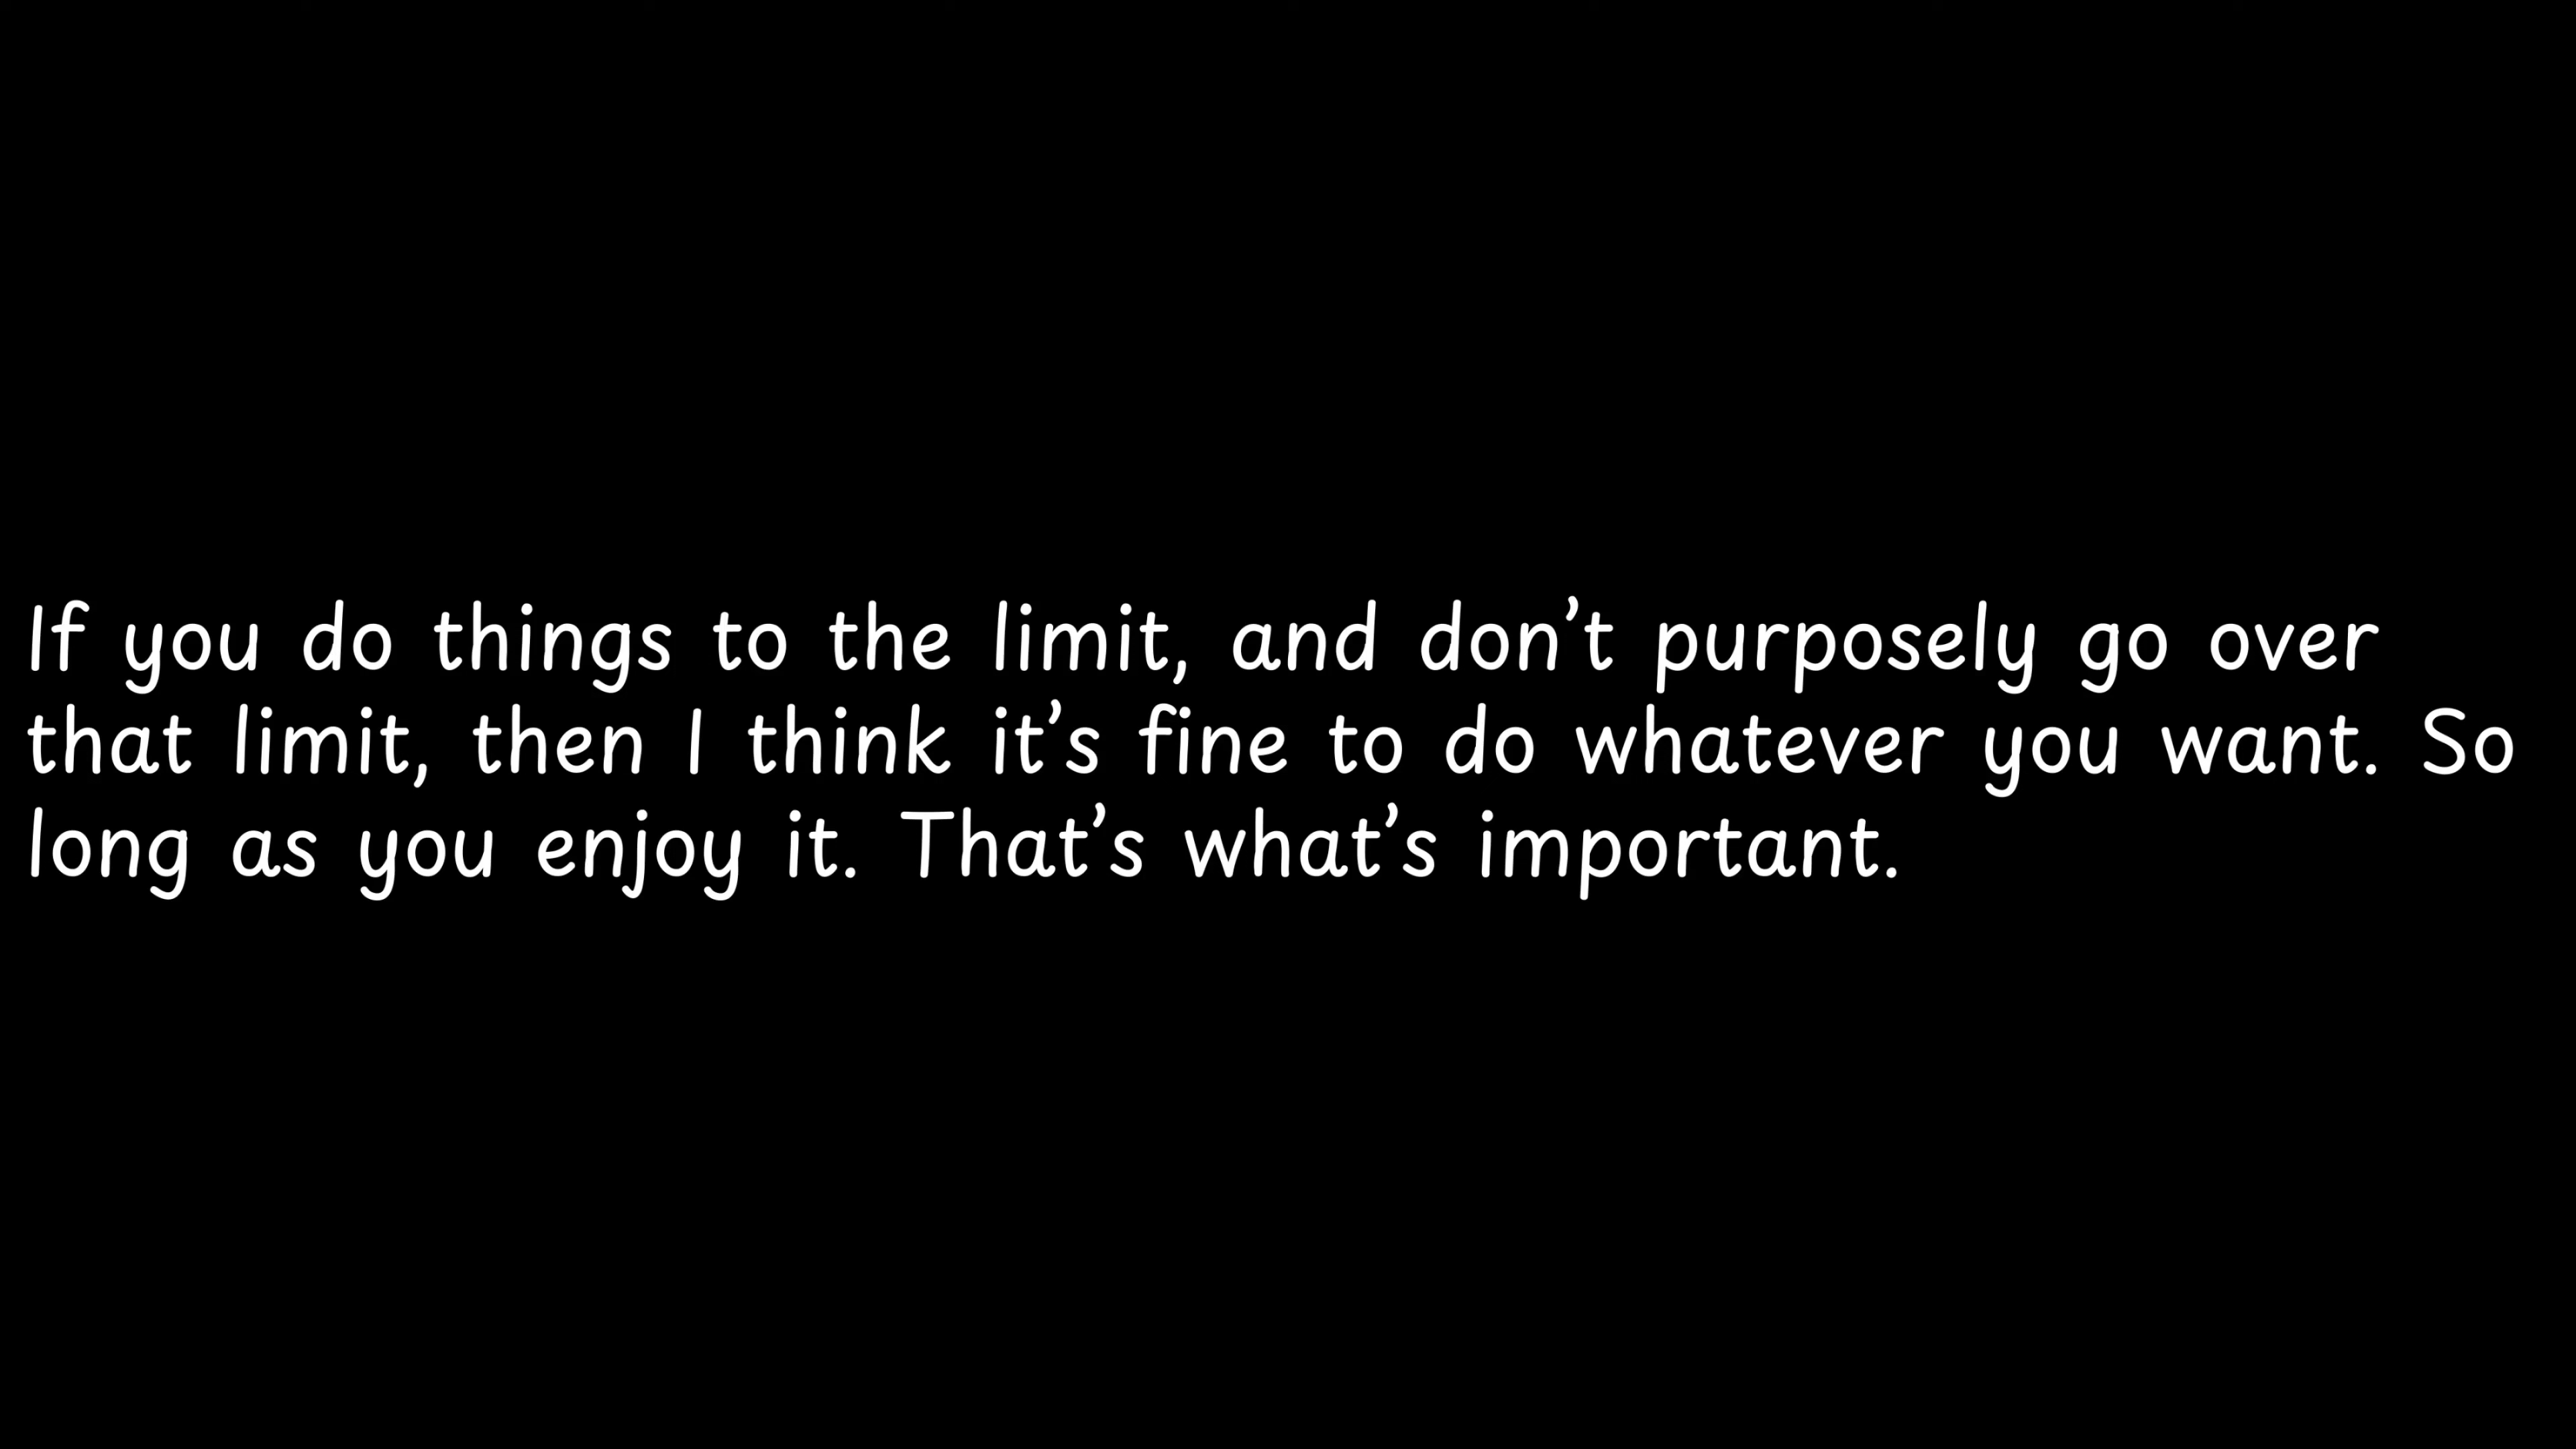 If you do things to the limit, and don’t purposely go over
that limit, then I think it’s fine to do whatever you want. So
long as you enjoy it. That’s what’s important.